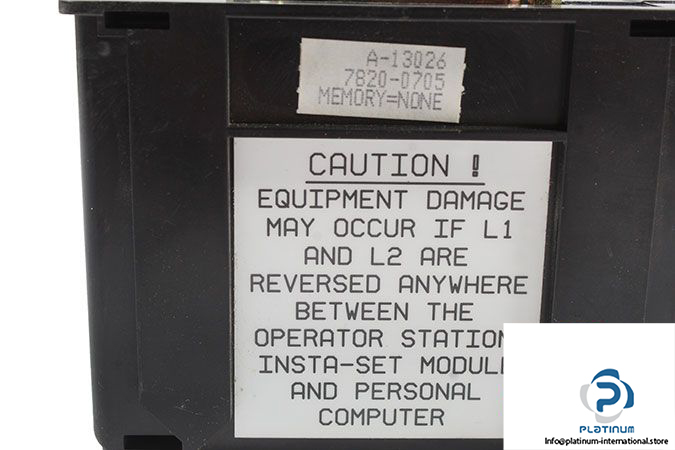 A-13026
7820-0705
MEMORY=NONE
CAUTION !
EQUIPMENT DAMAGE
MAY OCCUR IF L1
AND L2 ARE
REVERSED ANYWHERE
BETWEEN THE
OPERATOR STATION
INSTA-SET MODULE
AND PERSONAL
COMPUTER
PLATINUM
Info@platinum-international.store